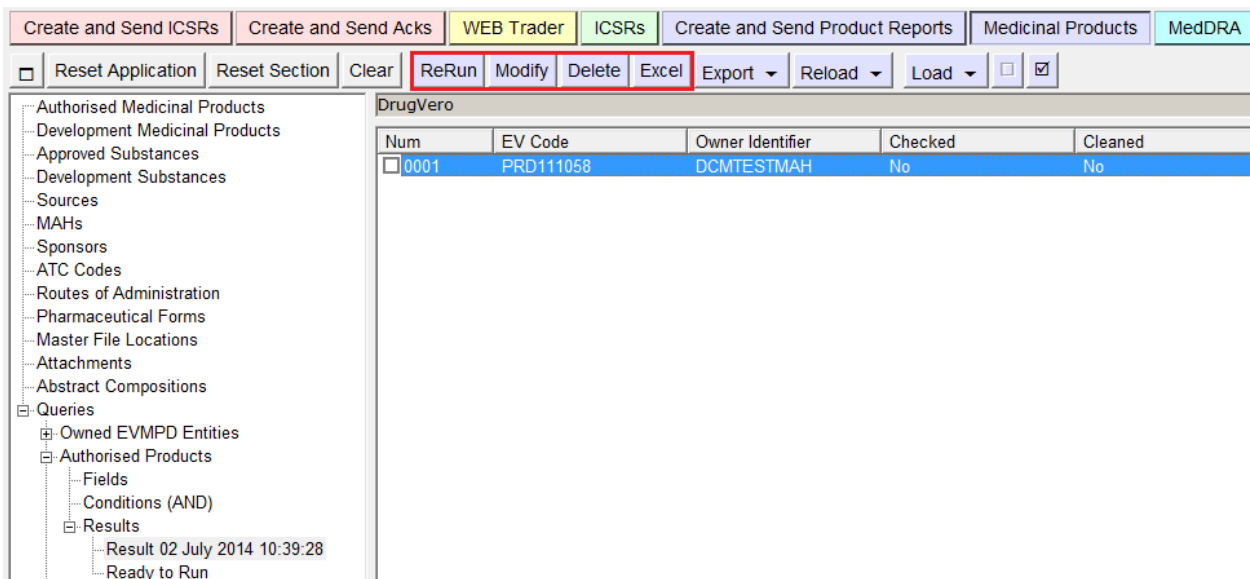 Create and Send ICSRs Create and Send Acks WEB Trader ICSRs Create and Send Product Reports Medicinal Products MedDRA
Reset Application Reset Section Clear ReRun Modify Delete Excel Export Reload Load
Authorised Medicinal Products
Development Medicinal Products
Approved Substances
Development Substances
Sources
MAHs
Sponsors
ATC Codes
Routes of Administration
Pharmaceutical Forms
Master File Locations
Attachments
Abstract Compositions
Queries
Owned EVMPD Entities
Authorised Products
Fields
Conditions (AND)
Results
Result 02 July 2014 10:39:28
Ready to Run
DrugVero
Num EV Code Owner Identifier Checked Cleaned
0001 PRD111058 DCMTESTMAH No No